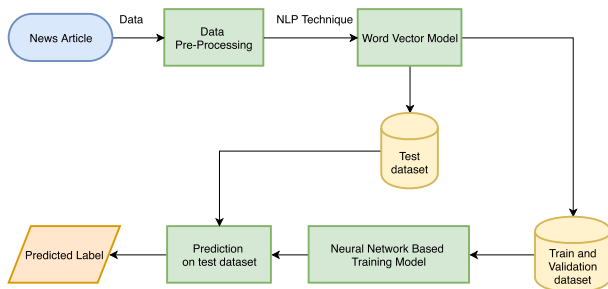 Data
NLP Technique
News Article
Data
Pre-Processing
Word Vector Model
Test
dataset
Predicted Label
Prediction
on test dataset
Neural Network Based
Training Model
Train and
Validation
dataset